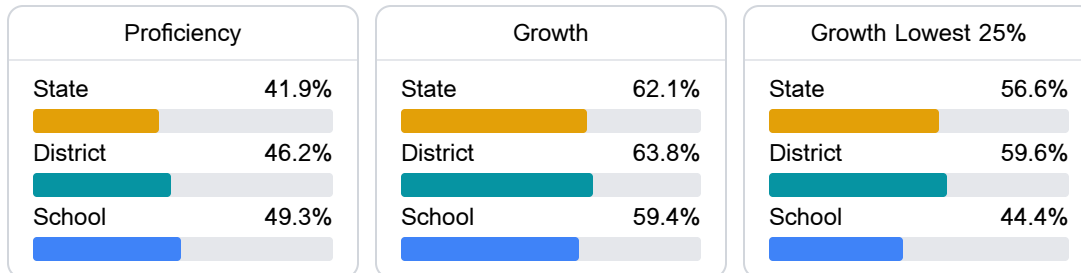 Proficiency
State 41.9%
District 46.2%
School 49.3%
Growth
State 62.1%
District 63.8%
School 59.4%
Growth Lowest 25%
State 56.6%
District 59.6%
School 44.4%